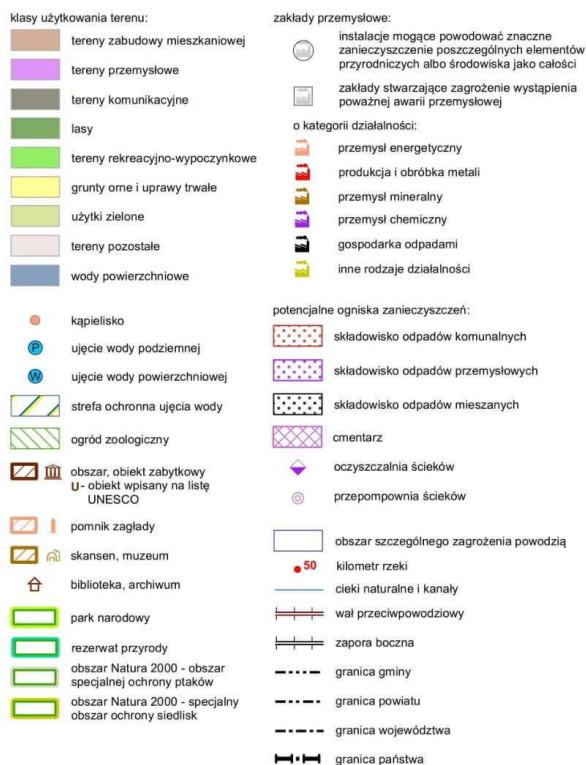 klasy użytkowania terenu:
tereny zabudowy mieszkaniowej
tereny przemysłowe
tereny komunikacyjne
lasy
tereny rekreacyjno-wypoczynkowe
grunty orne i uprawy trwałe
użytki zielone
tereny pozostałe
wody powierzchniowe
kąpielisko
P
ujęcie wody podziemnej
W
ujęcie wody powierzchniowej
strefa ochronna ujęcia wody
ogród zoologiczny
obszar, obiekt zabytkowy
U - obiekt wpisany na listę
UNESCO
pomnik zagłady
skansen, muzeum
biblioteka, archiwum
park narodowy
rezerwat przyrody
obszar Natura 2000 - obszar
specjalnej ochrony ptaków
obszar Natura 2000 - specjalny
obszar ochrony siedlisk
zakłady przemysłowe:
instalacje mogące powodować znaczne
zanieczyszczenie poszczególnych elementów
przyrodniczych albo środowiska jako całości
zakłady stwarzające zagrożenie wystąpienia
poważnej awarii przemysłowej
o kategorii działalności:
przemysł energetyczny
produkcja i obróbka metali
przemysł mineralny
przemysł chemiczny
gospodarka odpadami
inne rodzaje działalności
potencjalne ogniska zanieczyszczeń:
składowisko odpadów komunalnych
składowisko odpadów przemysłowych
składowisko odpadów mieszanych
cmentarz
oczyszczalnia ścieków
przepompownia ścieków
obszar szczególnego zagrożenia powodzią
50 kilometr rzeki
cieki naturalne i kanały
wał przeciwpowodziowy
zapora boczna
granica gminy
granica powiatu
granica województwa
granica państwa